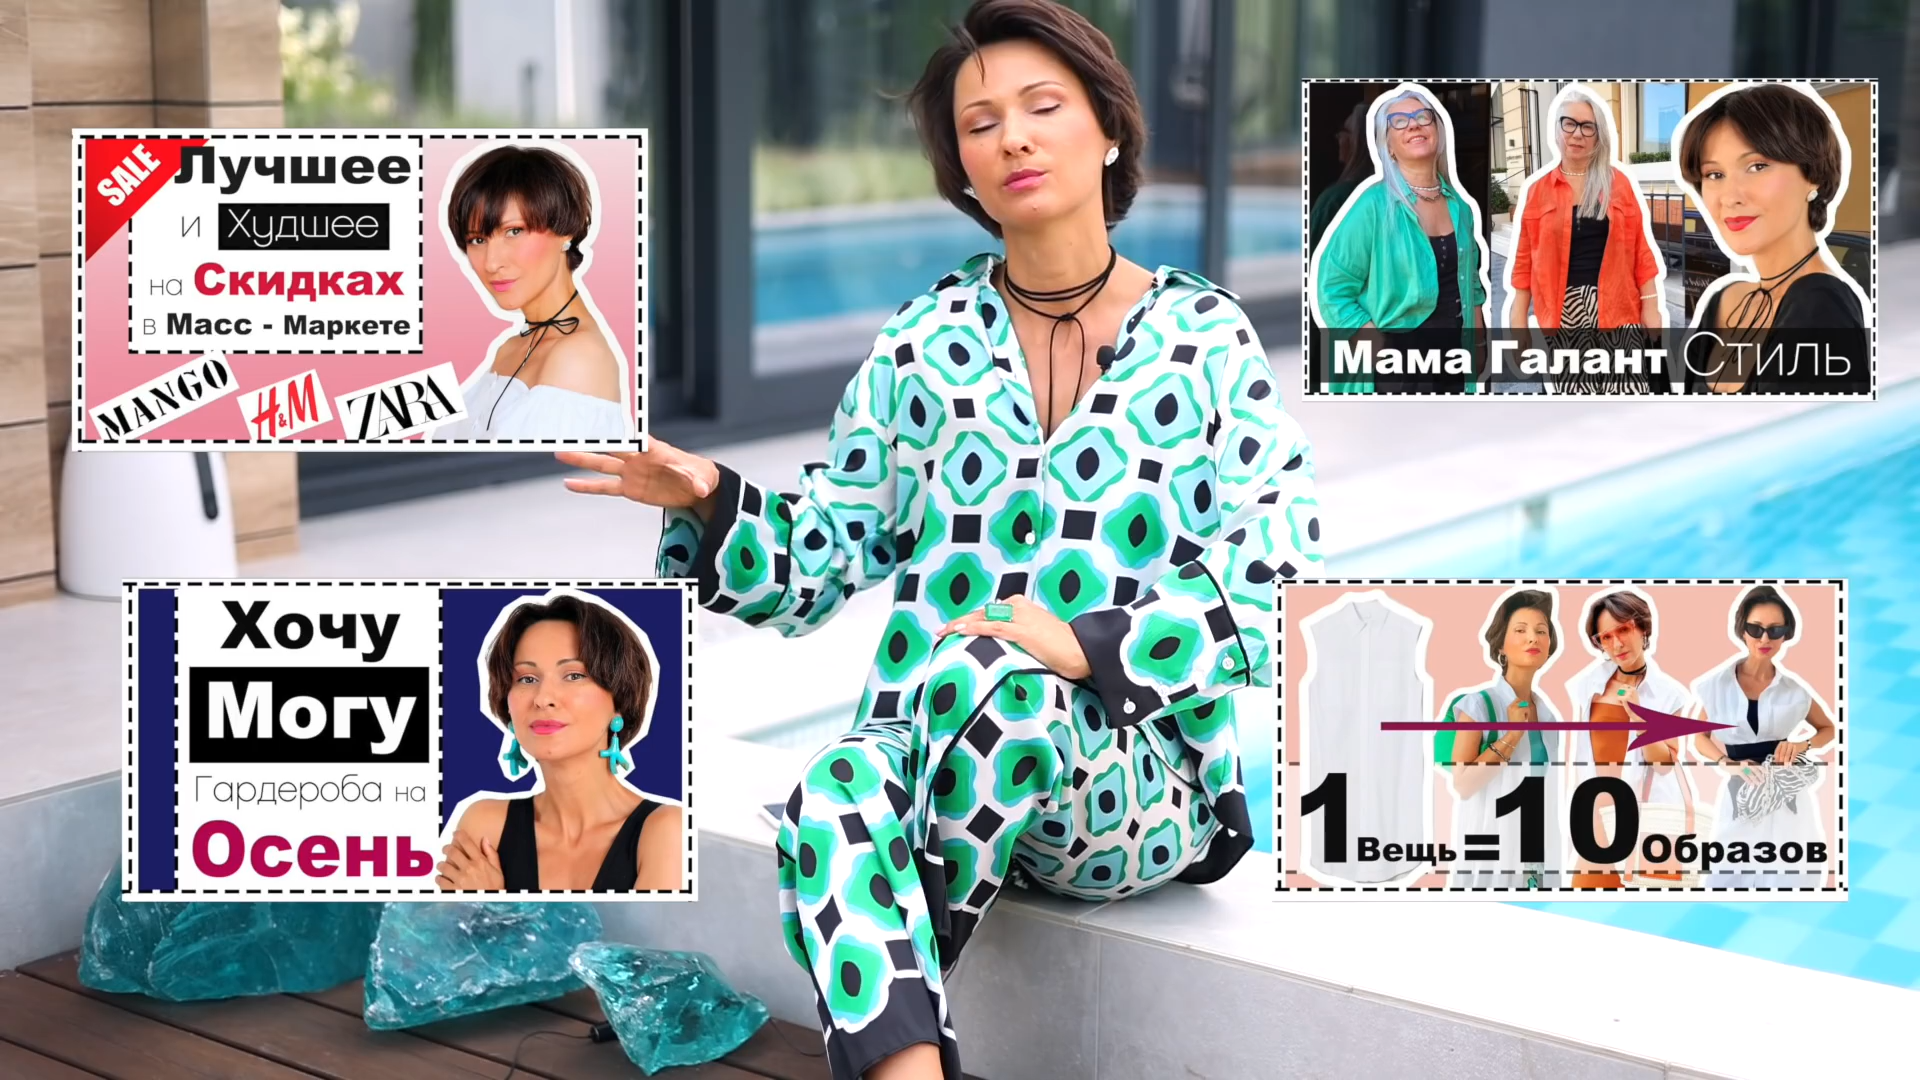 SALE
Лучшее
и Худшее
на Скидках
в Масс - Маркете
MANGO
H&M
ZARA
Мама Галант Стиль
Хочу
Могу
Гардероба на
Осень
1 Вещь = 10 Образов